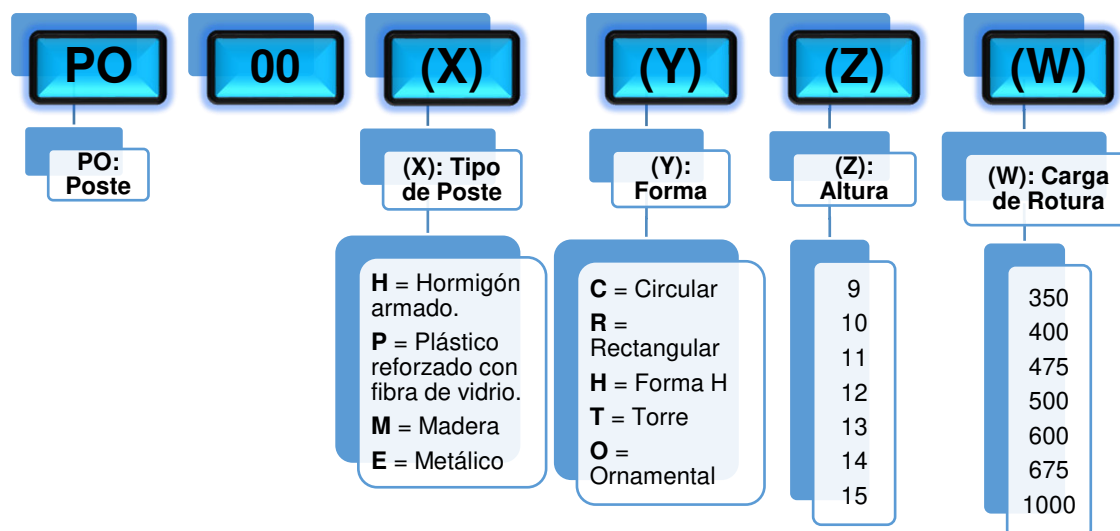 PO
00
(X)
(Y)
(Z)
(W)
PO:
Poste
(X): Tipo
de Poste
(Y):
Forma
(Z):
Altura
(W): Carga
de Rotura
H = Hormigón
armado.
P = Plástico
reforzado con
fibra de vidrio.
M = Madera
E = Metálico
C = Circular
R =
Rectangular
H = Forma H
T = Torre
O =
Ornamental
9
10
11
12
13
14
15
350
400
475
500
600
675
1000